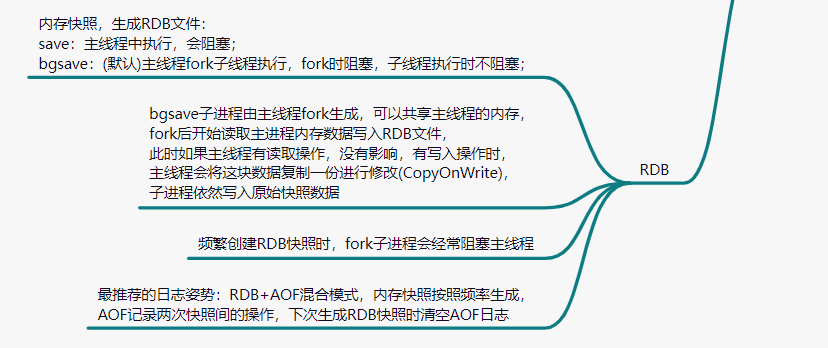 内存快照，生成RDB文件：
save：主线程中执行，会阻塞；
bgsave：(默认)主线程fork子线程执行，fork时阻塞，子线程执行时不阻塞；
bgsave子进程由主线程fork生成，可以共享主线程的内存，
fork后开始读取主进程内存数据写入RDB文件，
此时如果主线程有读取操作，没有影响，有写入操作时，
主线程会将这块数据复制一份进行修改(CopyOnWrite)，
子进程依然写入原始快照数据
RDB
频繁创建RDB快照时，fork子进程会经常阻塞主线程
最推荐的日志姿势：RDB+AOF混合模式，内存快照按照频率生成，
AOF记录两次快照间的操作，下次生成RDB快照时清空AOF日志